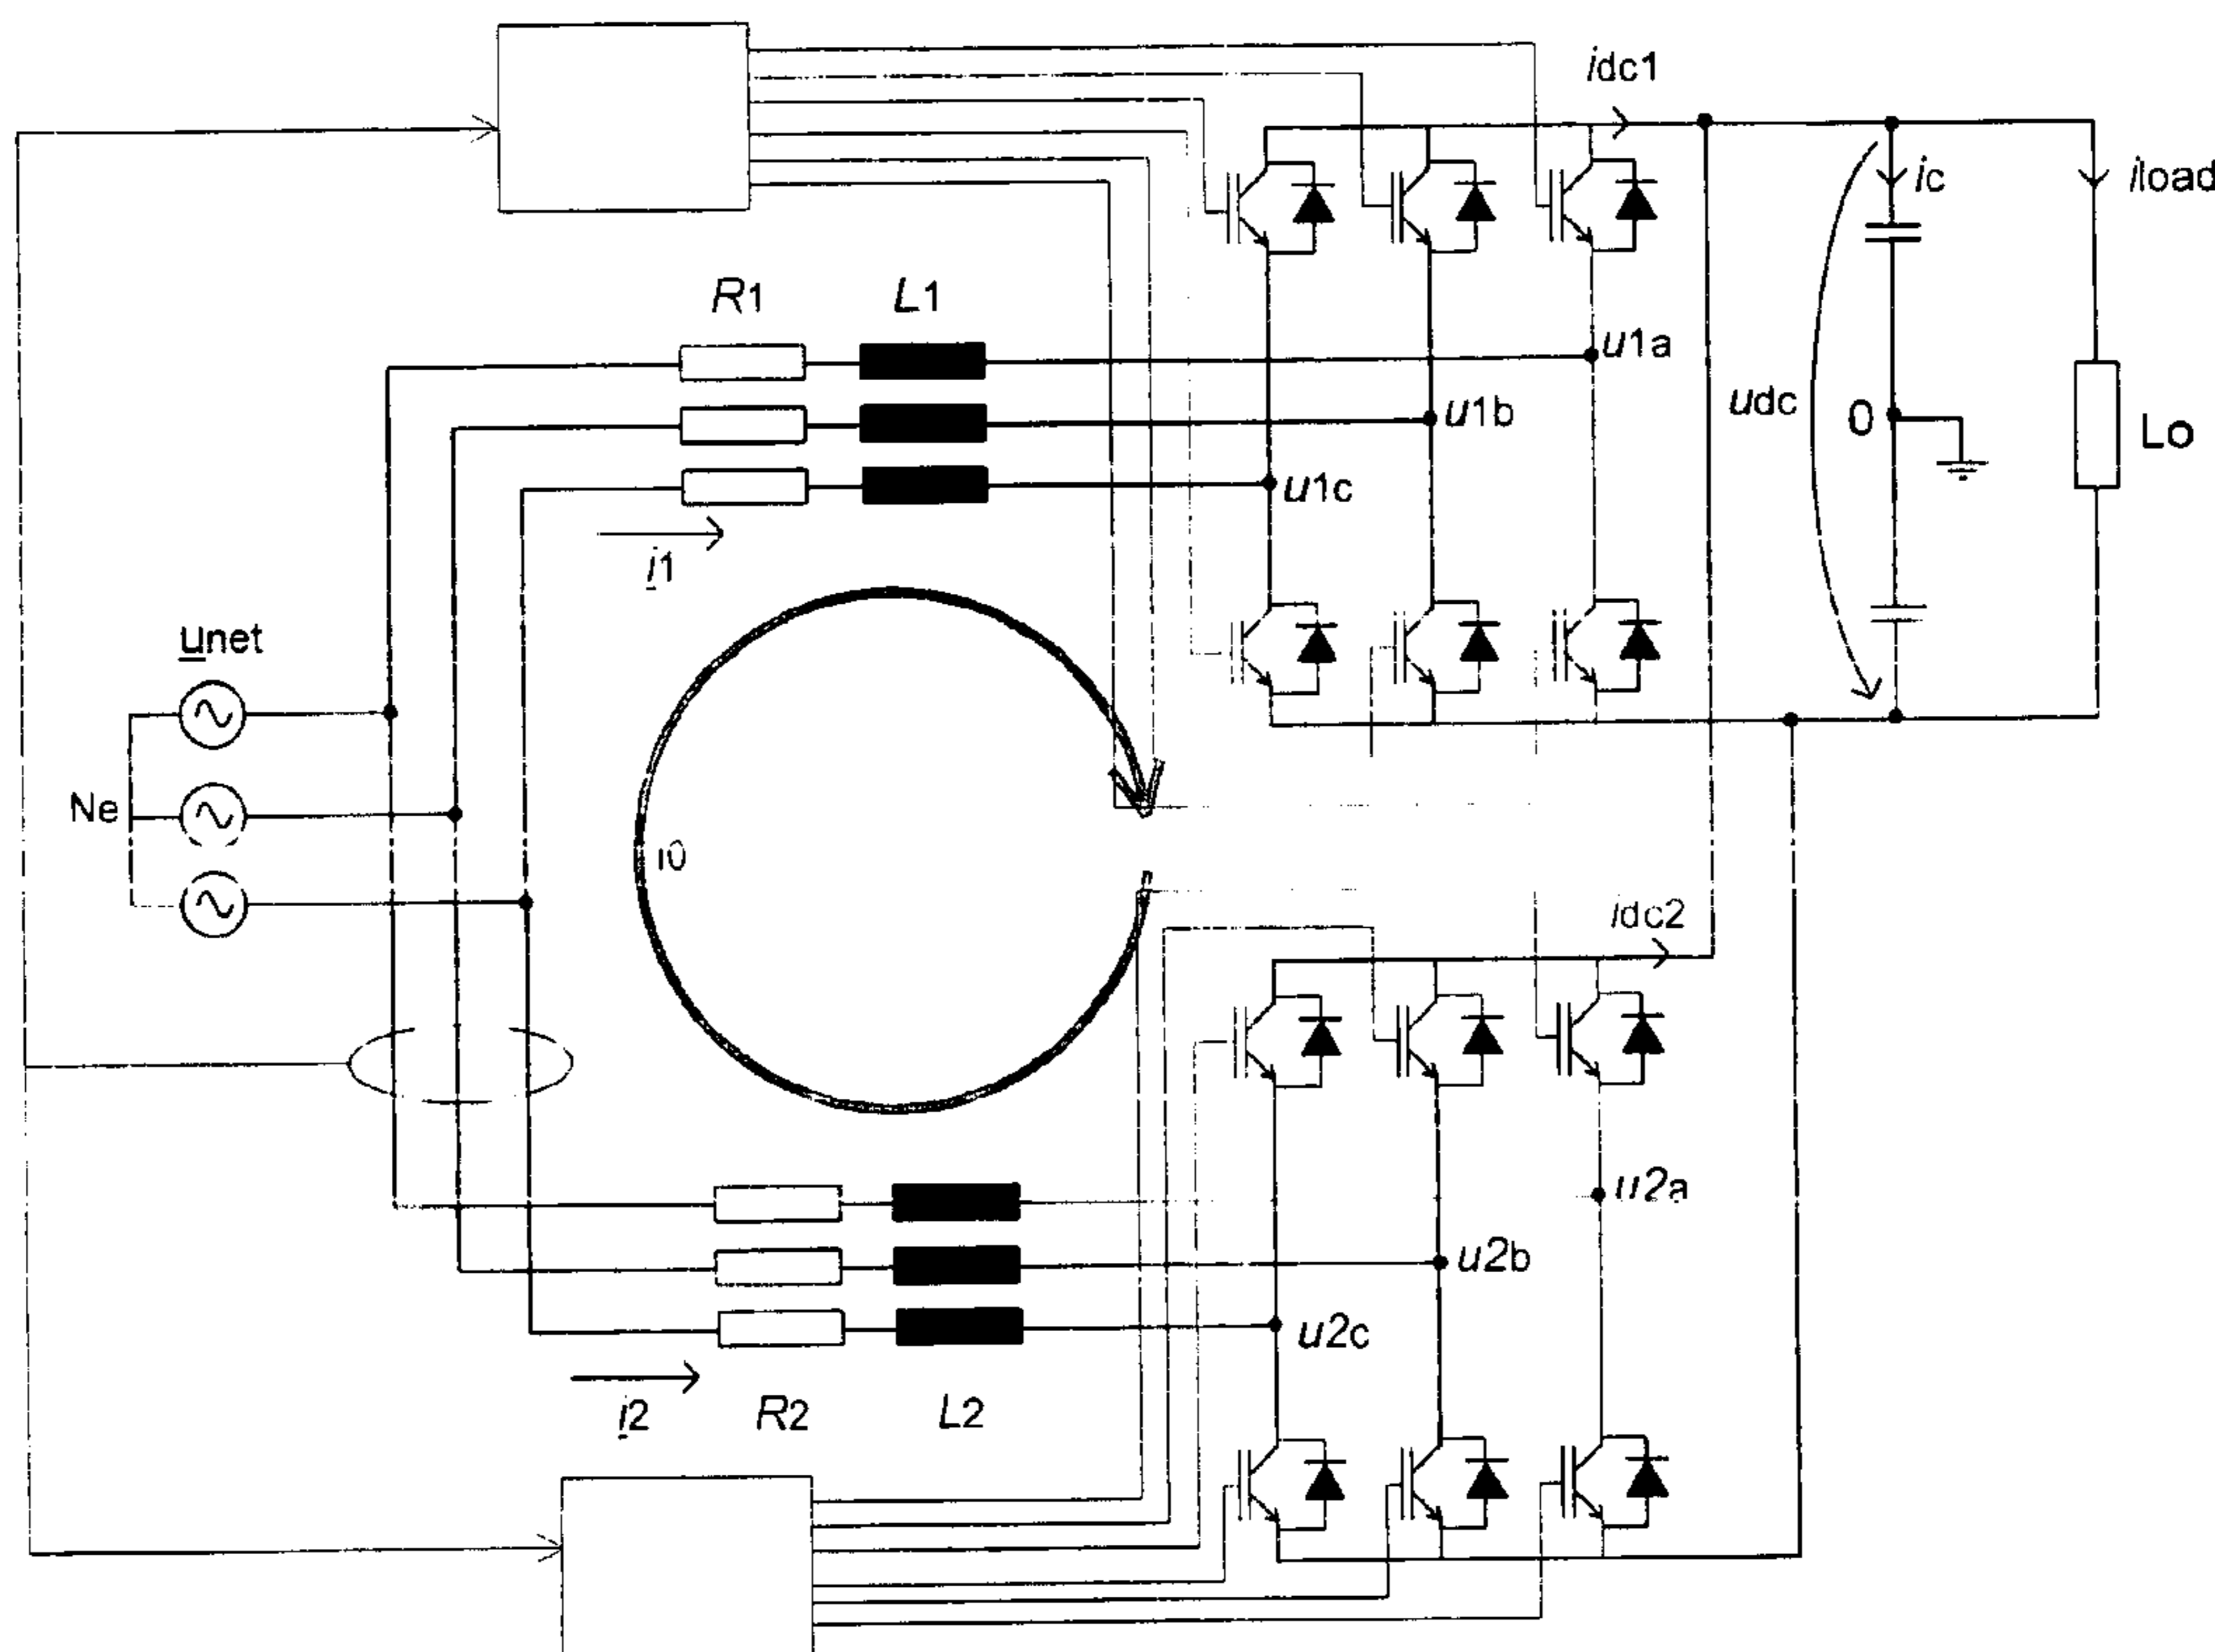 idc1
ic
iload
R1
L1
u1a
udc
0
u1b
Lo
u1c
i1
unet
Ne
i0
idc2
u2a
u2b
u2c
i2
R2
L2